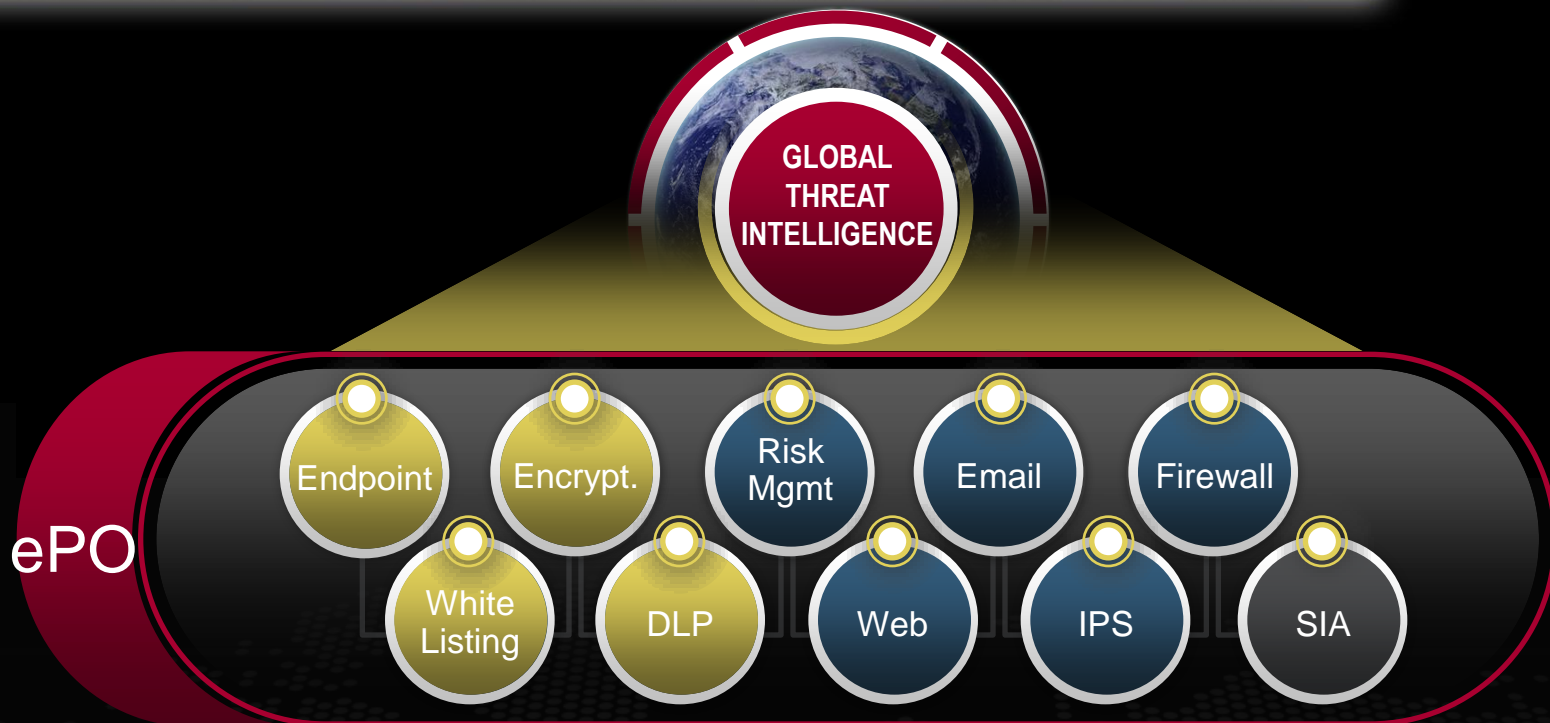 GLOBAL
THREAT
INTELLIGENCE
Endpoint
Encrypt.
Risk
Mgmt
Email
Firewall
ePO
White
Listing
DLP
Web
IPS
SIA